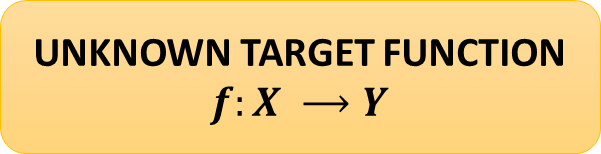 UNKNOWN TARGET FUNCTION
f: X ⟶ Y